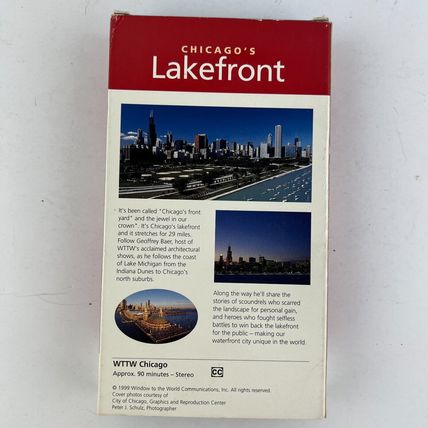 CHICAGO'S
Lakefront
It's been called "Chicago's front
yard" and the jewel in our
crown". It's Chicago's lakefront
and it stretches for 29 miles.
Follow Geoffrey Baer, host of
WTTW's acclaimed architectural
shows, as he follows the coast
of Lake Michigan from the
Indiana Dunes to Chicago's
north suburbs.
Along the way he'll share the
stories of scoundrels who scarred
the landscape for personal gain,
and heroes who fought selfless
battles to win back the lakefront
for the public – making our
waterfront city unique in the world.
WTTW Chicago
Approx. 90 minutes – Stereo
CC
© 1999 Window to the World Communications, Inc. All rights reserved.
Cover photos courtesy of
City of Chicago, Graphics and Reproduction Center
Peter J. Schulz, Photographer